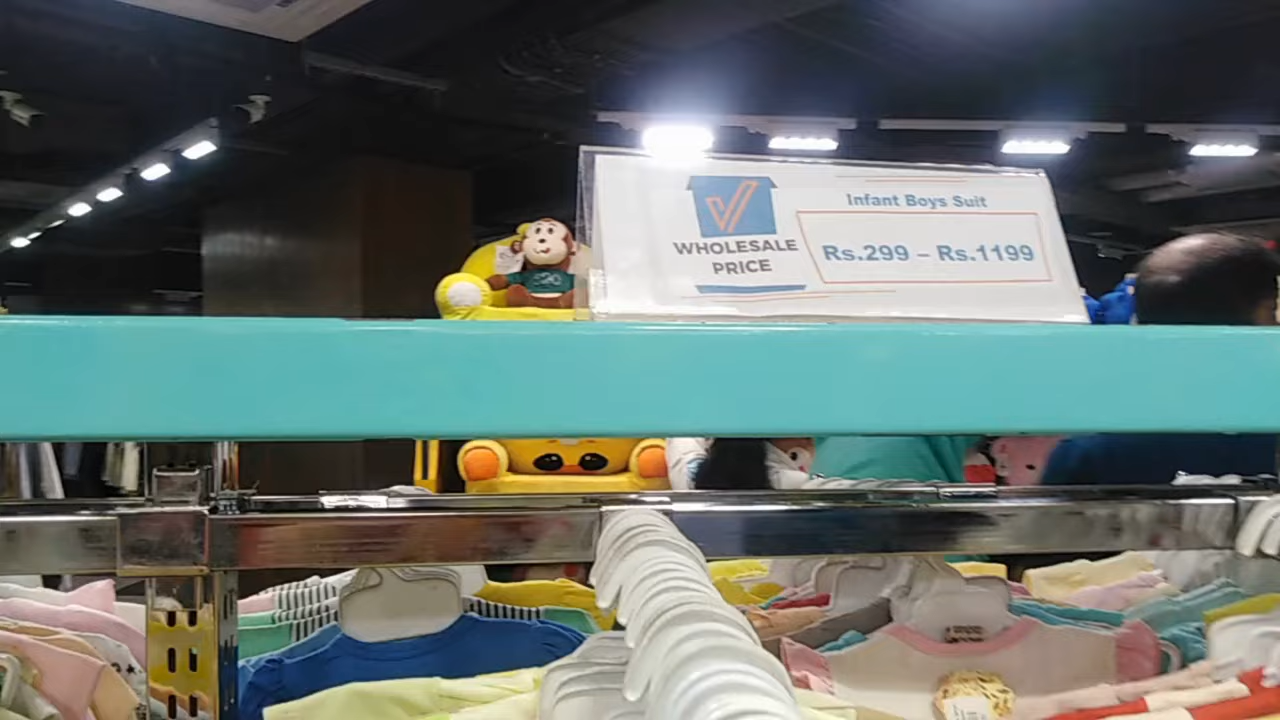 WHOLESALE
PRICE
Infant Boys Suit
Rs.299 – Rs.1199